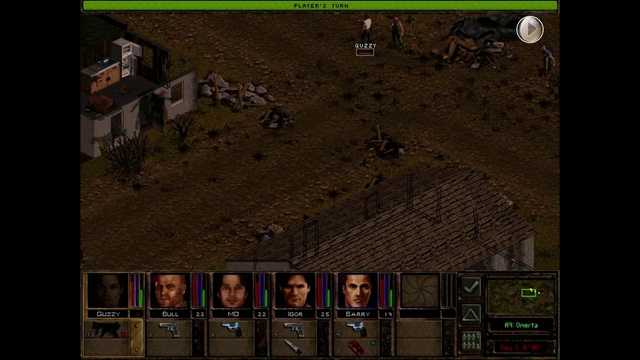 PLAYER'S TURN
GUZZY
GUZZY
BULL
22
MD
22
IGOR
25
BARRY
19
A9: Omerta